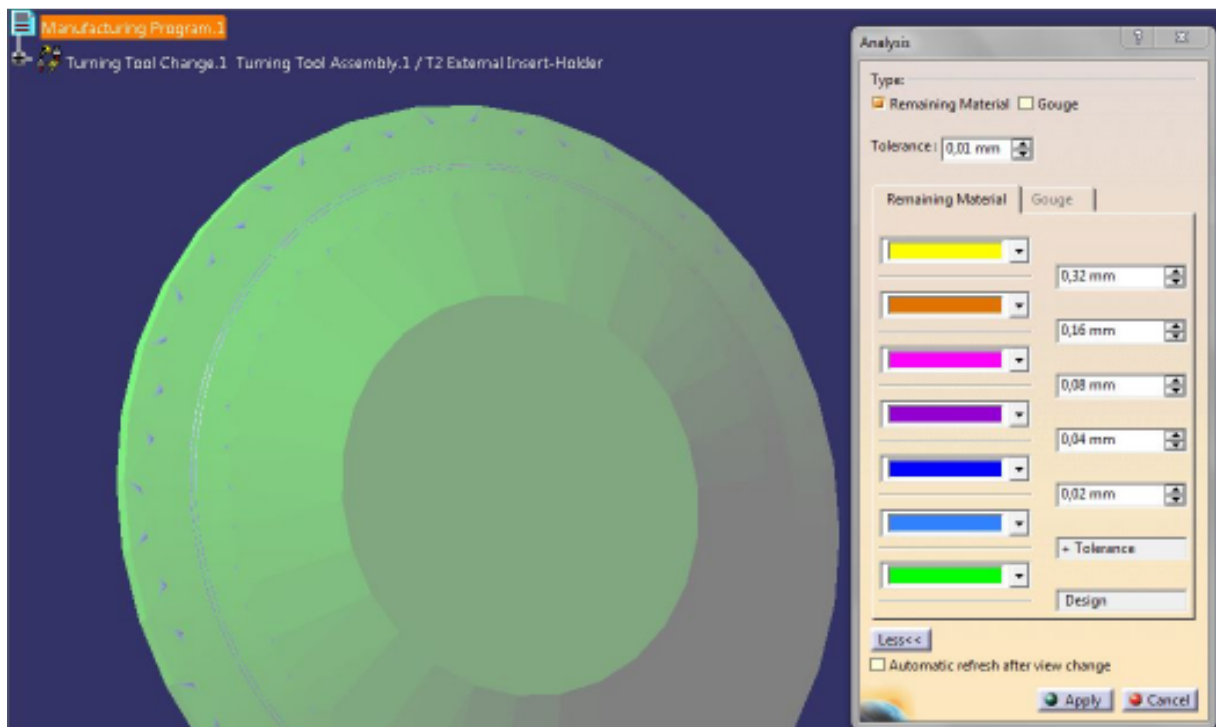 Manufacturing Program.1
Turning Tool Change.1 Turning Tool Assembly.1 / T2 External Insert-Holder
Analysis
Type:
Remaining Material Gouge
Tolerance: 0,01 mm
Remaining Material Gouge
0,32 mm
0,16 mm
0,08 mm
0,04 mm
0,02 mm
+ Tolerance
Design
Less<<
Automatic refresh after view change
Apply Cancel